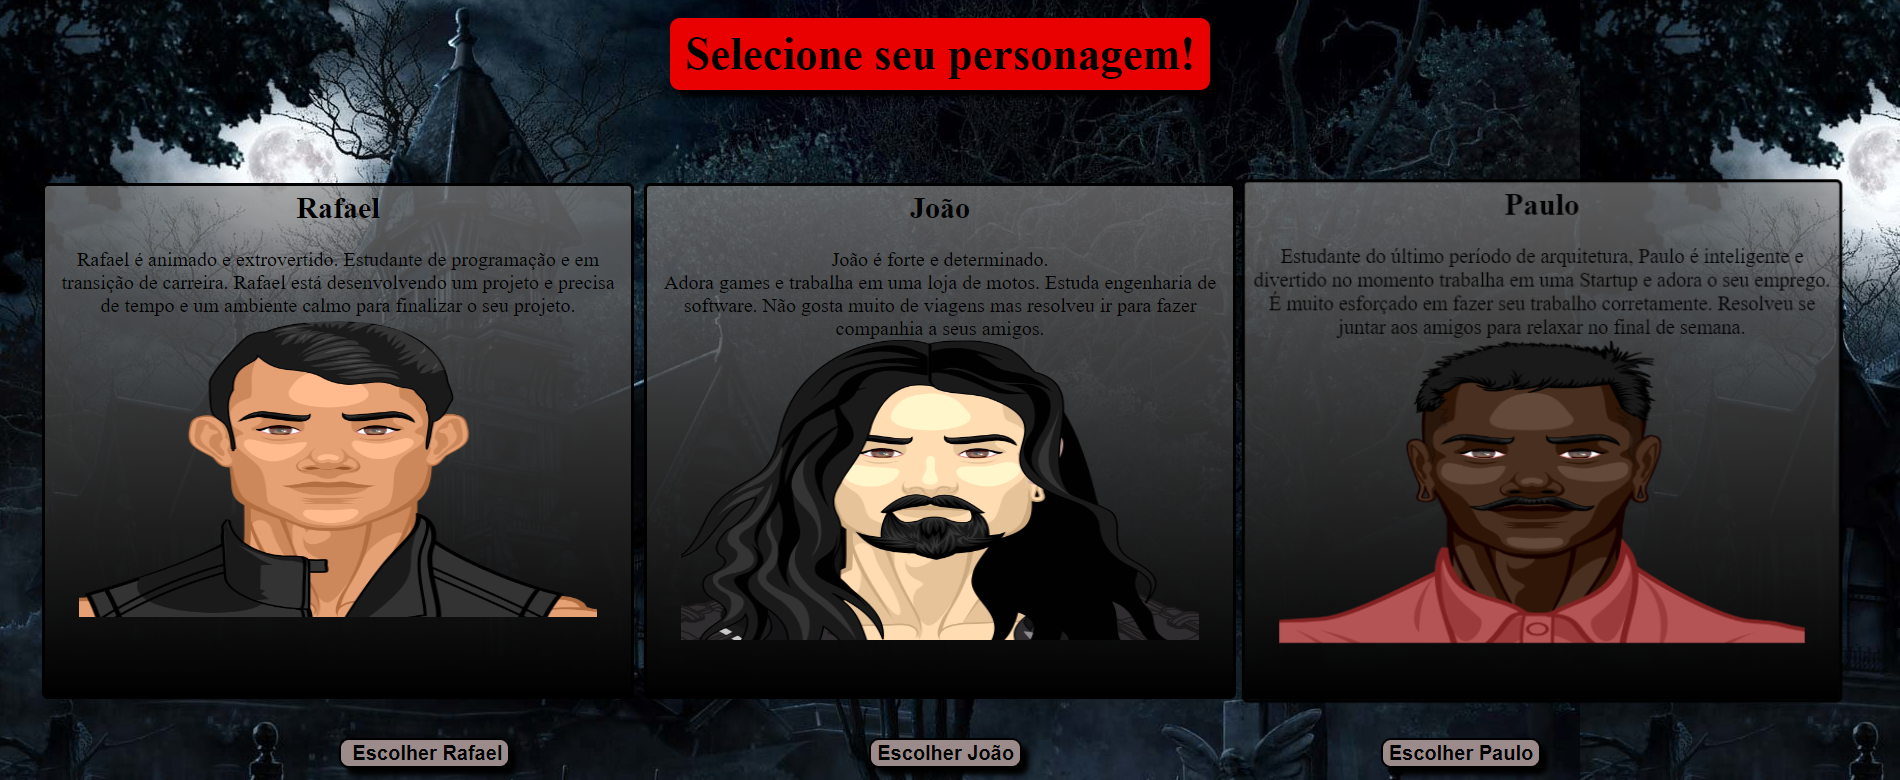 Selecione seu personagem!
Rafael
Rafael é animado e extrovertido. Estudante de programação e em
transição de carreira. Rafael está desenvolvendo um projeto e precisa
de tempo e um ambiente calmo para finalizar o seu projeto.
João
João é forte e determinado.
Adora games e trabalha em uma loja de motos. Estuda engenharia de
software. Não gosta muito de viagens mas resolveu ir para fazer
companhia a seus amigos.
Paulo
Estudante do último período de arquitetura, Paulo é inteligente e
divertido no momento trabalha em uma Startup e adora o seu emprego.
É muito esforçado em fazer seu trabalho corretamente. Resolveu se
juntar aos amigos para relaxar no final de semana.
Escolher Rafael
Escolher João
Escolher Paulo